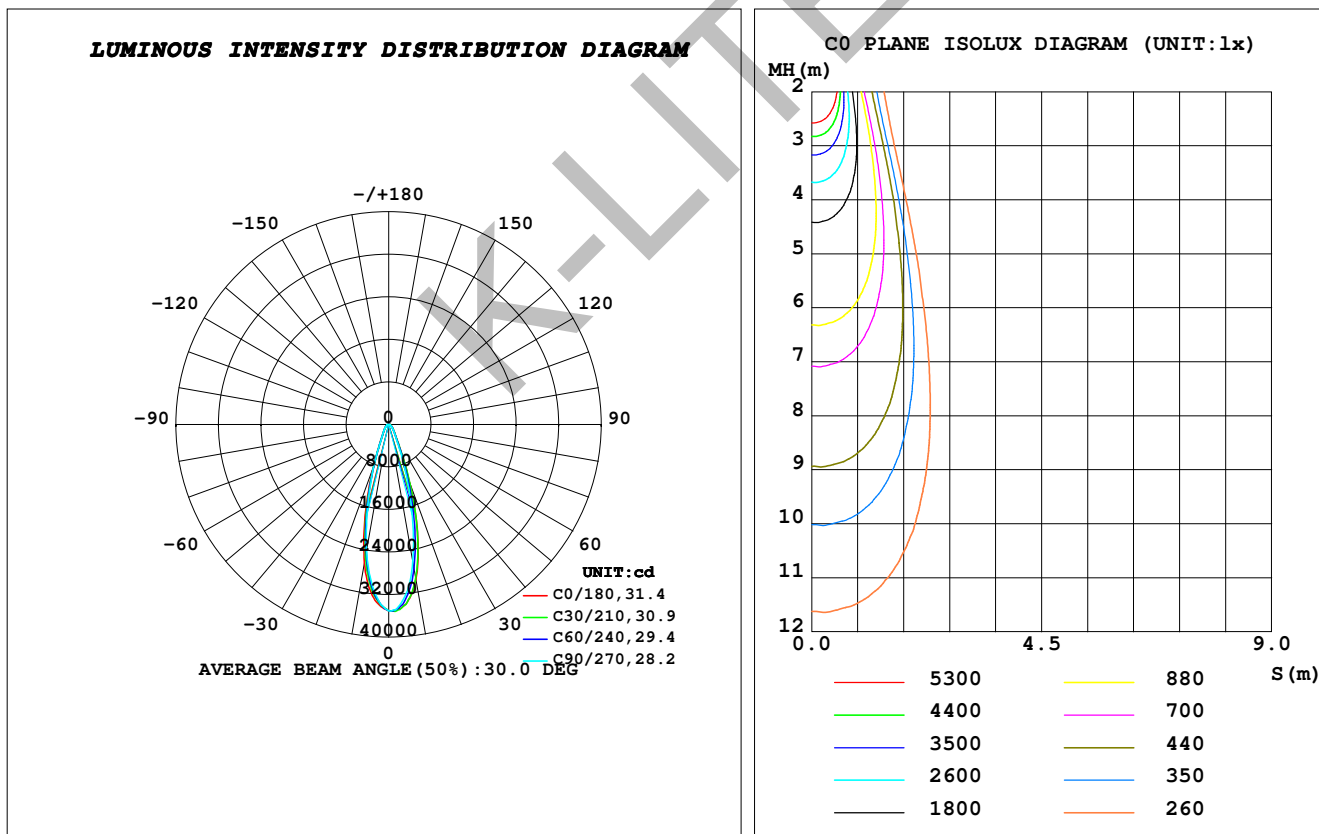 LUMINOUS INTENSITY DISTRIBUTION DIAGRAM
-/+180
-150
150
-120
120
-90
0
90
8000
16000
-60
24000
60
UNIT:cd
32000
C0/180,31.4
-30
30
C30/210,30.9
40000
C60/240,29.4
0
C90/270,28.2
AVERAGE BEAM ANGLE(50%):30.0 DEG
K-LITE
C0 PLANE ISOLUX DIAGRAM (UNIT:lx)
MH(m)
2
3
4
5
6
7
8
9
10
11
12
0.0 4.5 9.0
S(m)
5300 880
4400 700
3500 440
2600 350
1800 260